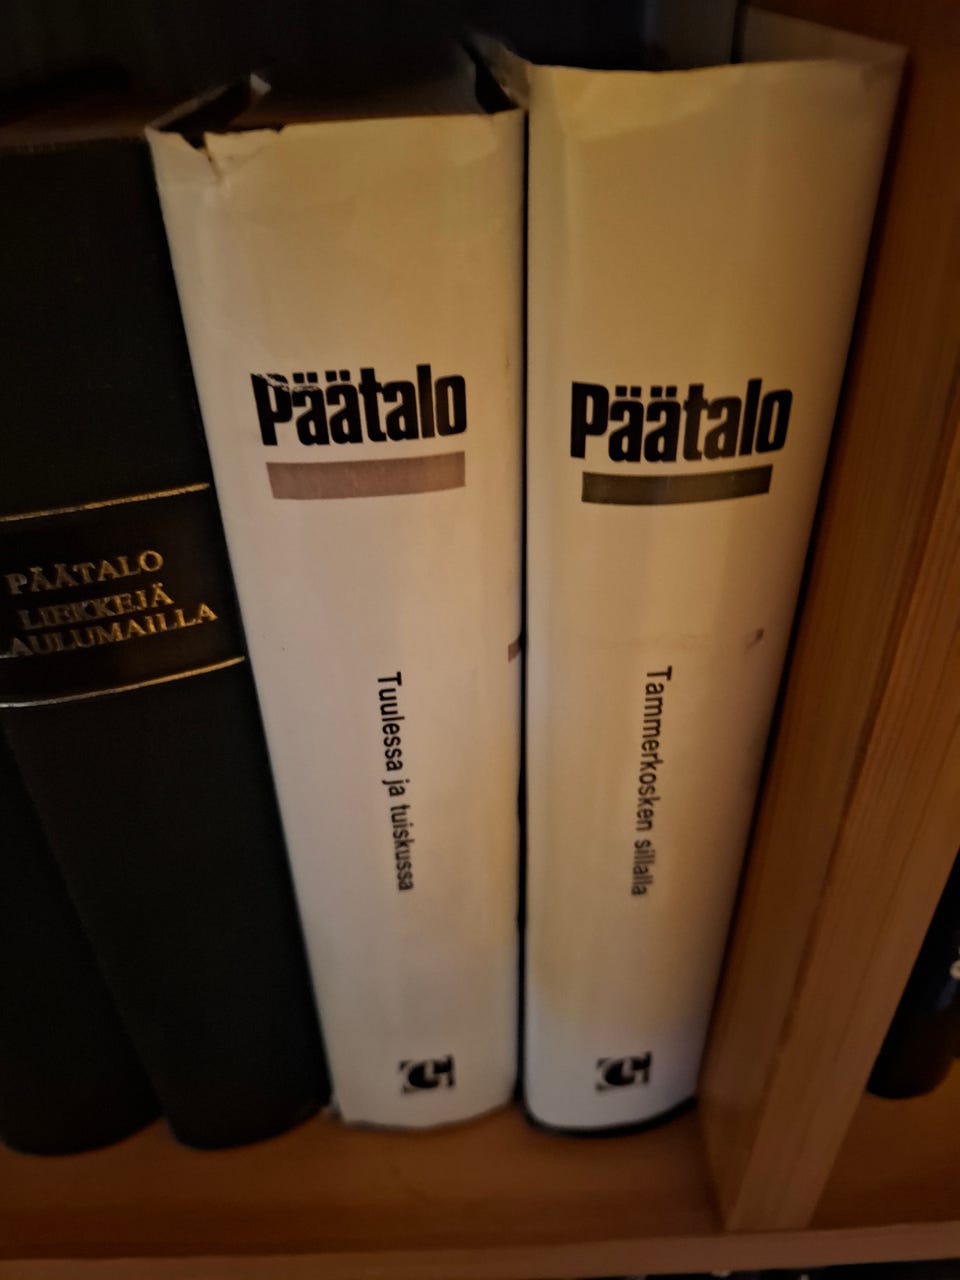 PÄÄTALO
LIEKKEJÄ
LAULUMAILLA
Päätalo
Tuulessa ja tuiskussa
Päätalo
Tammerkosken sillalla
G
G